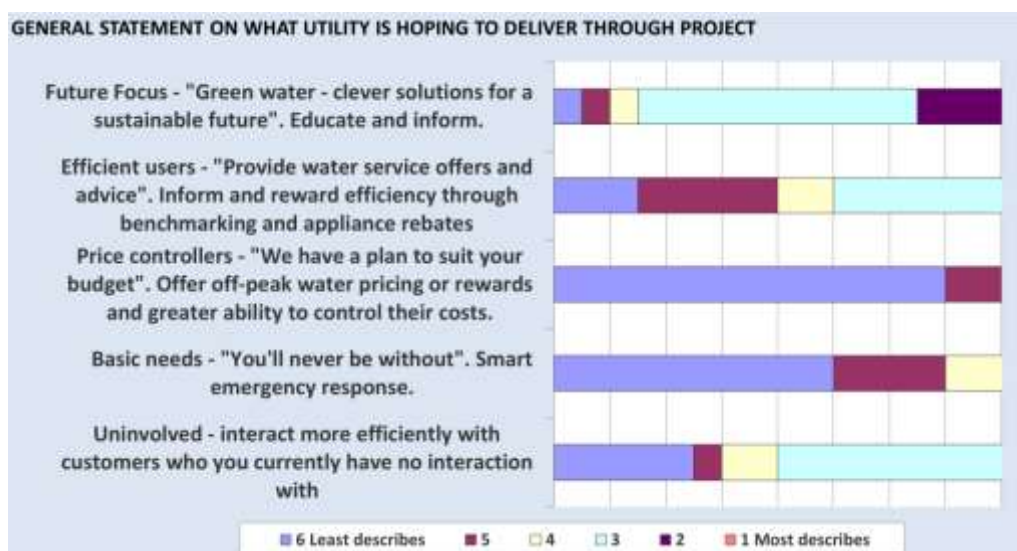 GENERAL STATEMENT ON WHAT UTILITY IS HOPING TO DELIVER THROUGH PROJECT
Future Focus - "Green water - clever solutions for a
sustainable future". Educate and inform.
Efficient users - "Provide water service offers and
advice". Inform and reward efficiency through
benchmarking and appliance rebates
Price controllers - "We have a plan to suit your
budget". Offer off-peak water pricing or rewards
and greater ability to control their costs.
Basic needs - "You'll never be without". Smart
emergency response.
Uninvolved - interact more efficiently with
customers who you currently have no interaction
with
6 Least describes 5 4 3 2 1 Most describes